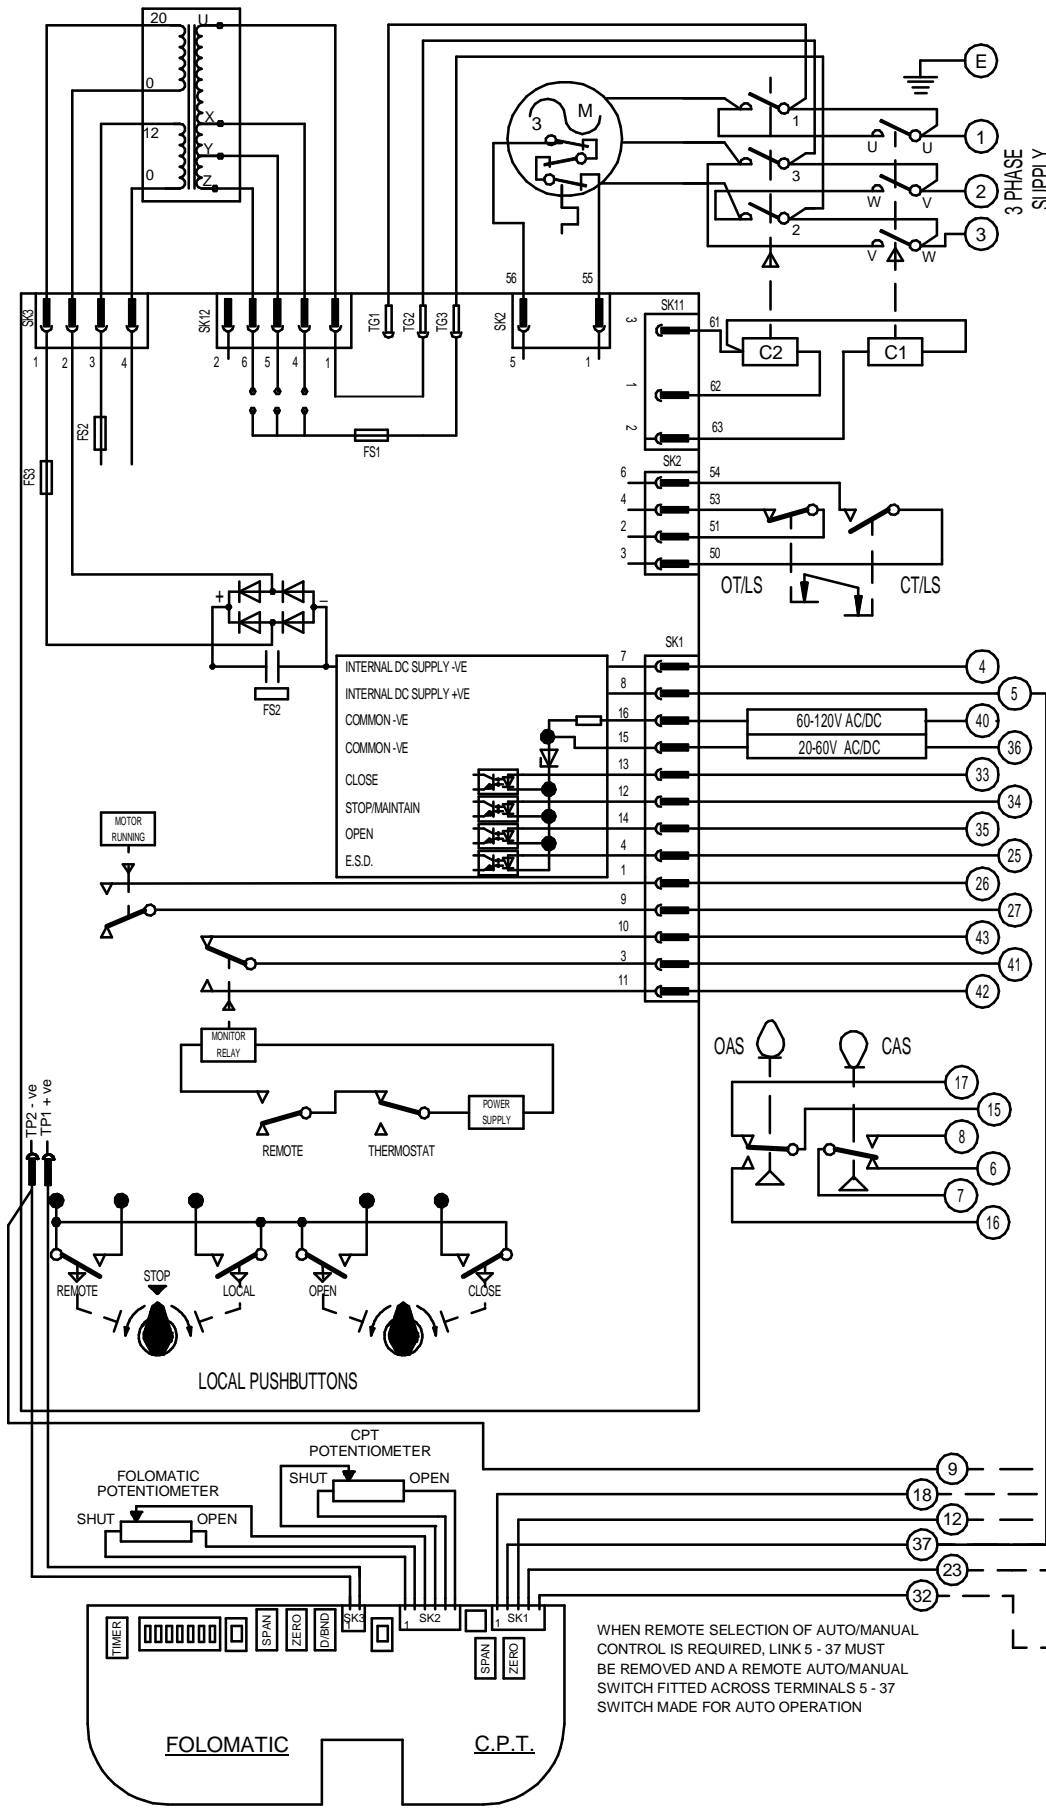 20 U
E
0
3 M
12 X
1
U U
1
3 PHASE
SUPPLY
Y
3
0 Z
W V
2
2
V W
3
56 55
SK3
SK12
TG1
TG2
TG3
SK2
SK11
3 61
1 2 3 4
2 6 5 4 1
5 1
C2 C1
1 62
2 63
FS2
FS1
FS3
SK2
6 54
4 53
2 51
3 50
OT/LS CT/LS
+ –
FS2
SK1
INTERNAL DC SUPPLY -VE 7 4
INTERNAL DC SUPPLY +VE 8 5
COMMON -VE 16 60-120V AC/DC 40
COMMON -VE 15 20-60V AC/DC 36
CLOSE 13 33
STOP/MAINTAIN 12 34
OPEN 14 35
E.S.D. 4 25
MOTOR
RUNNING
1 26
9 27
10 43
3 41
11 42
MONITOR
RELAY
POWER
SUPPLY
REMOTE THERMOSTAT
OAS CAS
17
15
8
6
7
16
TP2 - ve
TP1 + ve
STOP
REMOTE LOCAL OPEN CLOSE
LOCAL PUSHBUTTONS
CPT
POTENTIOMETER
SHUT OPEN
FOLOMATIC
POTENTIOMETER
SHUT OPEN
9
18
12
37
23
32
TIMER
SPAN
ZERO
D/BND
SK3
1
SK2
1
SK1
1
SPAN
ZERO
WHEN REMOTE SELECTION OF AUTO/MANUAL
CONTROL IS REQUIRED, LINK 5 - 37 MUST
BE REMOVED AND A REMOTE AUTO/MANUAL
SWITCH FITTED ACROSS TERMINALS 5 - 37
SWITCH MADE FOR AUTO OPERATION
FOLOMATIC C.P.T.